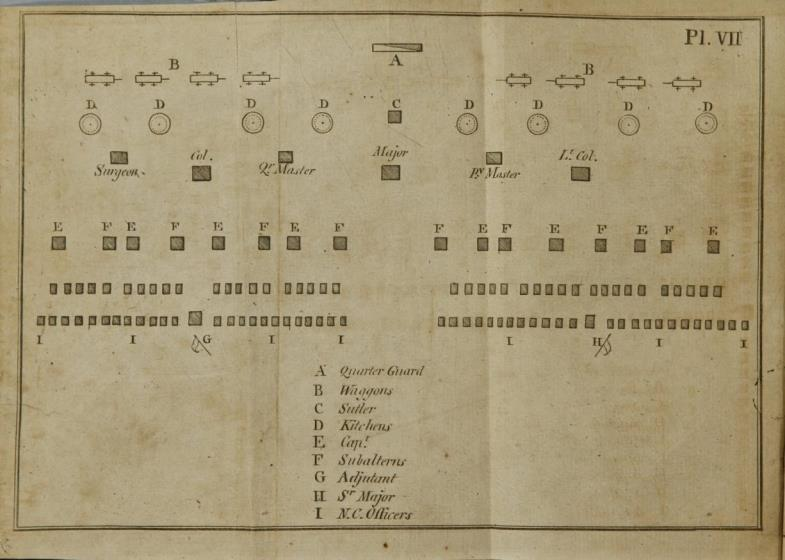 Pl. VII
A
B B
D D D D C D D D D
Surgeon. Col. Qr. Master Major Py. Master Lt. Col.
E F E F E F E F F E F E F E F E
I I G I I I H I I
A Quarter Guard
B Waggons
C Sutler
D Kitchens
E Capt.
F Subalterns
G Adjutant
H Sr Major
I N.C. Officers